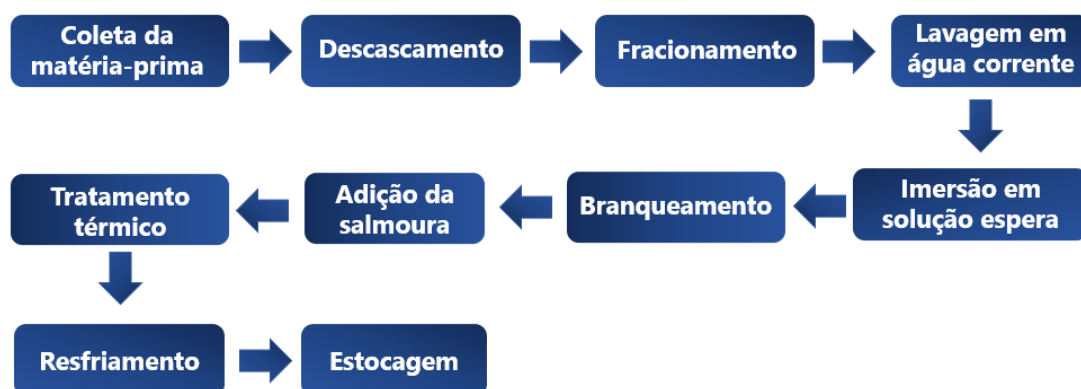 Coleta da
matéria-prima
Descascamento
Fracionamento
Lavagem em
água corrente
Imersão em
solução espera
Branqueamento
Adição da
salmoura
Tratamento
térmico
Resfriamento
Estocagem